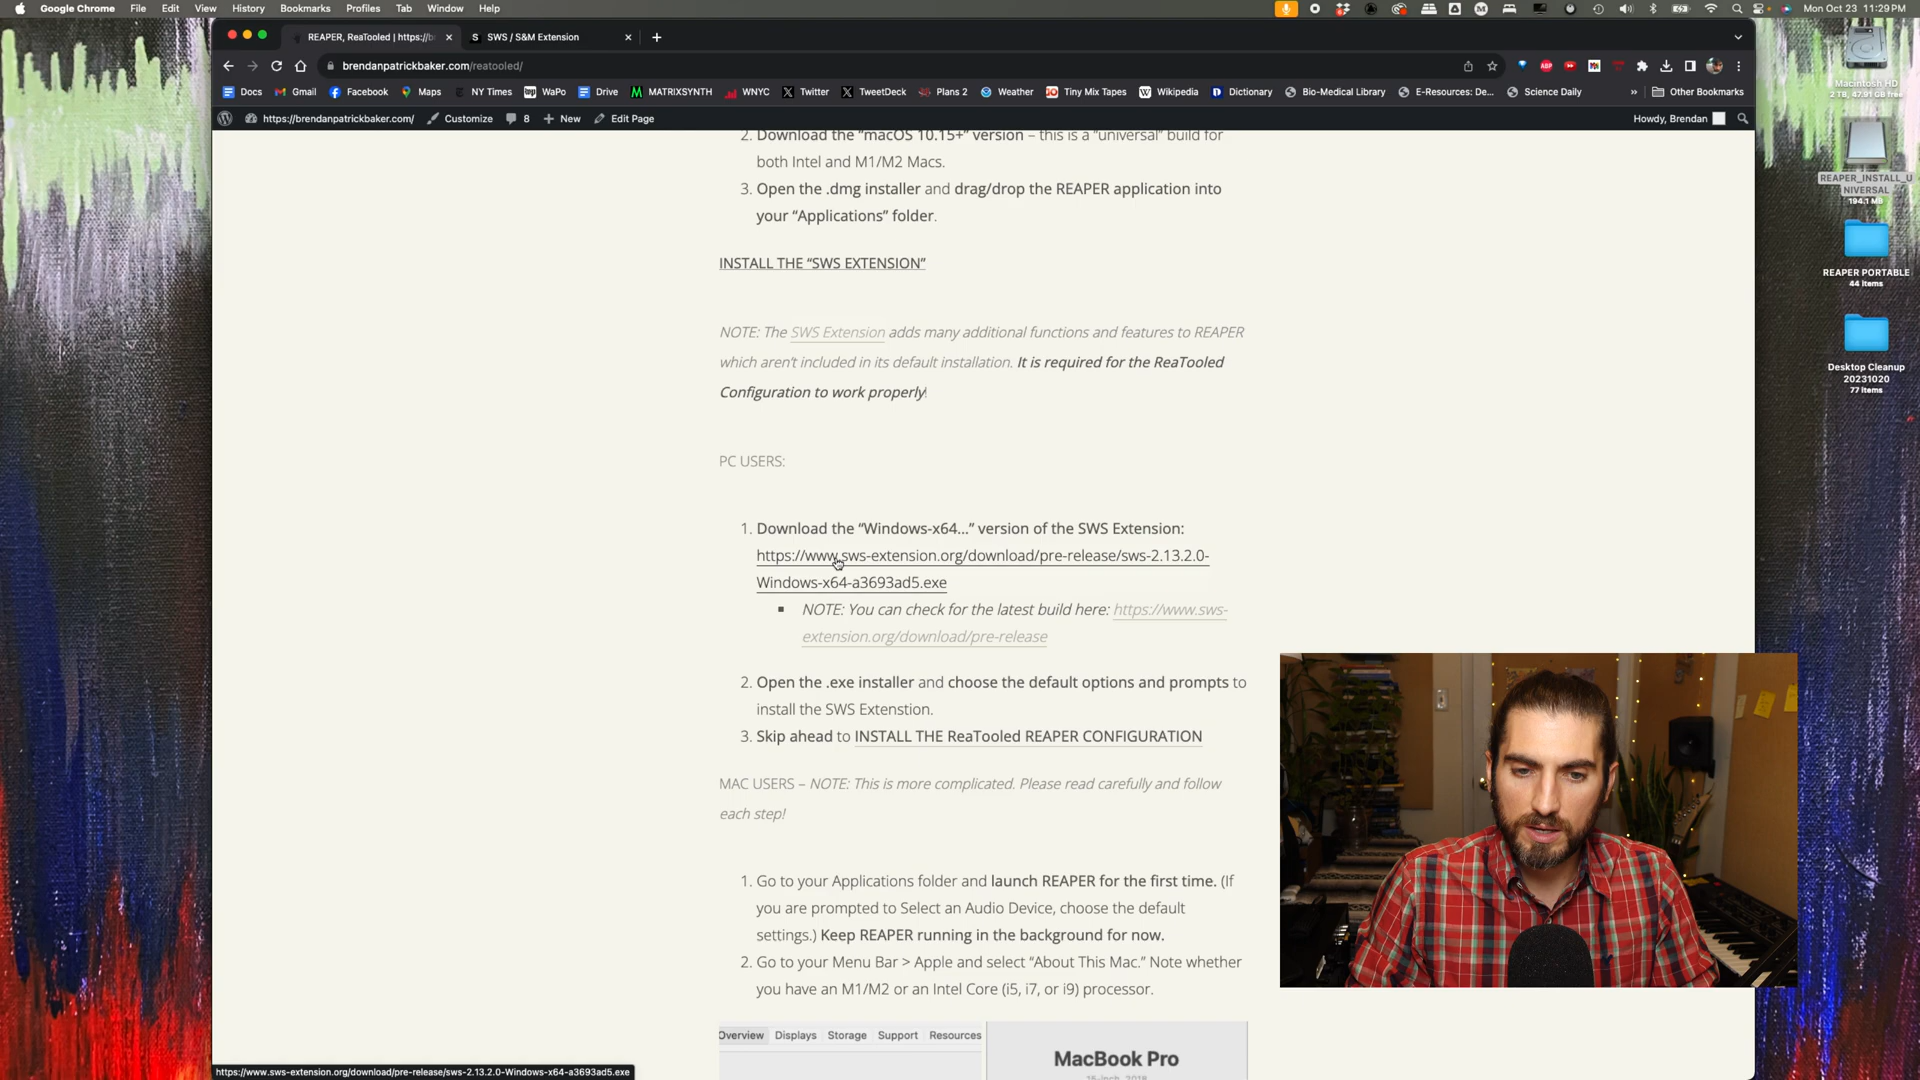 Google Chrome File Edit View History Bookmarks Profiles Tab Window Help
Mon Oct 23 11:29 PM
REAPER, ReaTooled | https://b
SWS / S&M Extension
brendanpatrickbaker.com/reatooled/
Docs Gmail Facebook Maps NY Times WaPo Drive MATRIXSYNTH WNYC Twitter TweetDeck Plans 2 Weather Tiny Mix Tapes Wikipedia Dictionary Bio-Medical Library E-Resources: De... Science Daily » Other Bookmarks
https://brendanpatrickbaker.com/ Customize 8 New Edit Page Howdy, Brendan
2. Download the “macOS 10.15+” version – this is a “universal” build for
both Intel and M1/M2 Macs.
3. Open the .dmg installer and drag/drop the REAPER application into
your “Applications” folder.
INSTALL THE “SWS EXTENSION”
NOTE: The SWS Extension adds many additional functions and features to REAPER
which aren’t included in its default installation. It is required for the ReaTooled
Configuration to work properly!
PC USERS:
1. Download the “Windows-x64…” version of the SWS Extension:
https://www.sws-extension.org/download/pre-release/sws-2.13.2.0-
Windows-x64-a3693ad5.exe
▪ NOTE: You can check for the latest build here: https://www.sws-
extension.org/download/pre-release
2. Open the .exe installer and choose the default options and prompts to
install the SWS Extenstion.
3. Skip ahead to INSTALL THE ReaTooled REAPER CONFIGURATION
MAC USERS – NOTE: This is more complicated. Please read carefully and follow
each step!
1. Go to your Applications folder and launch REAPER for the first time. (If
you are prompted to Select an Audio Device, choose the default
settings.) Keep REAPER running in the background for now.
2. Go to your Menu Bar > Apple and select “About This Mac.” Note whether
you have an M1/M2 or an Intel Core (i5, i7, or i9) processor.
Overview Displays Storage Support Resources
MacBook Pro
https://www.sws-extension.org/download/pre-release/sws-2.13.2.0-Windows-x64-a3693ad5.exe
Macintosh HD
2 TB, 47.91 GB free
REAPER_INSTALL_U
NIVERSAL
194.1 MB
REAPER PORTABLE
44 items
Desktop Cleanup
20231020
77 items